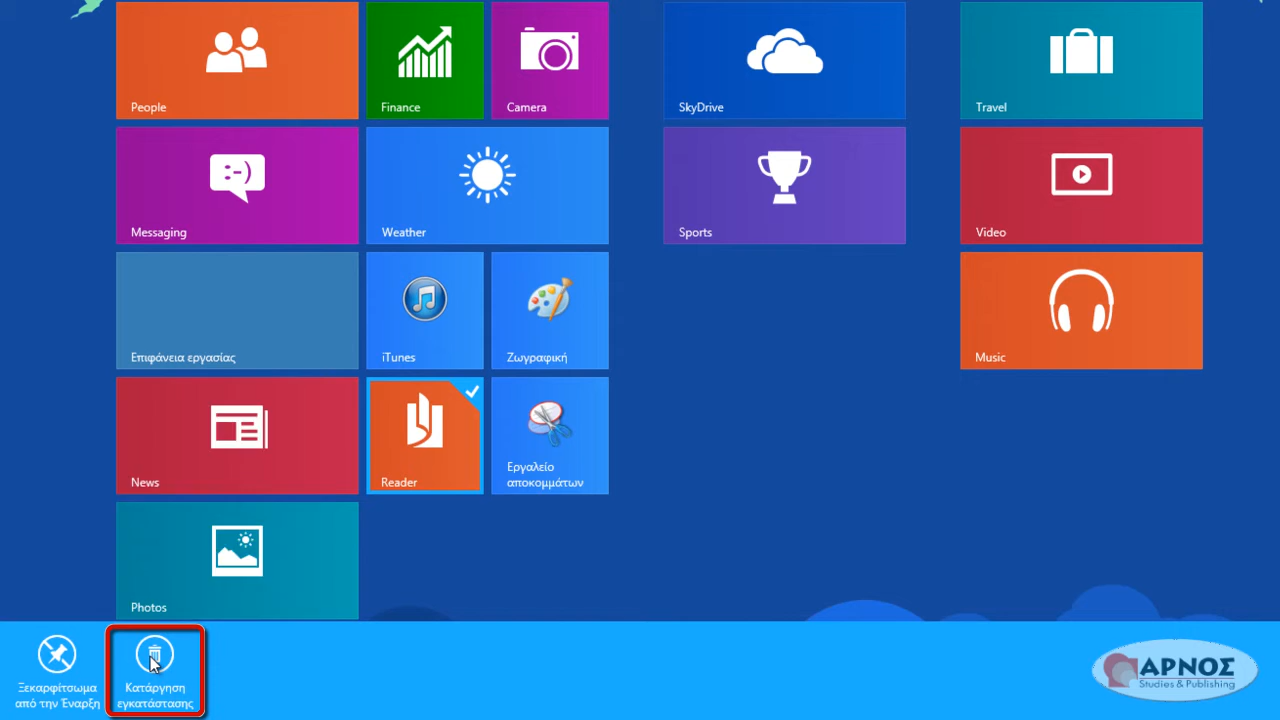 People
Finance
Camera
SkyDrive
Travel
:-)
Messaging
Weather
Sports
Video
Επιφάνεια εργασίας
iTunes
Ζωγραφική
Music
News
Reader
Εργαλείο
αποκομμάτων
Photos
Ξεκαρφίτσωμα
από την Έναρξη
Κατάργηση
εγκατάστασης
ΑΡΝΟΣ
Studies & Publishing